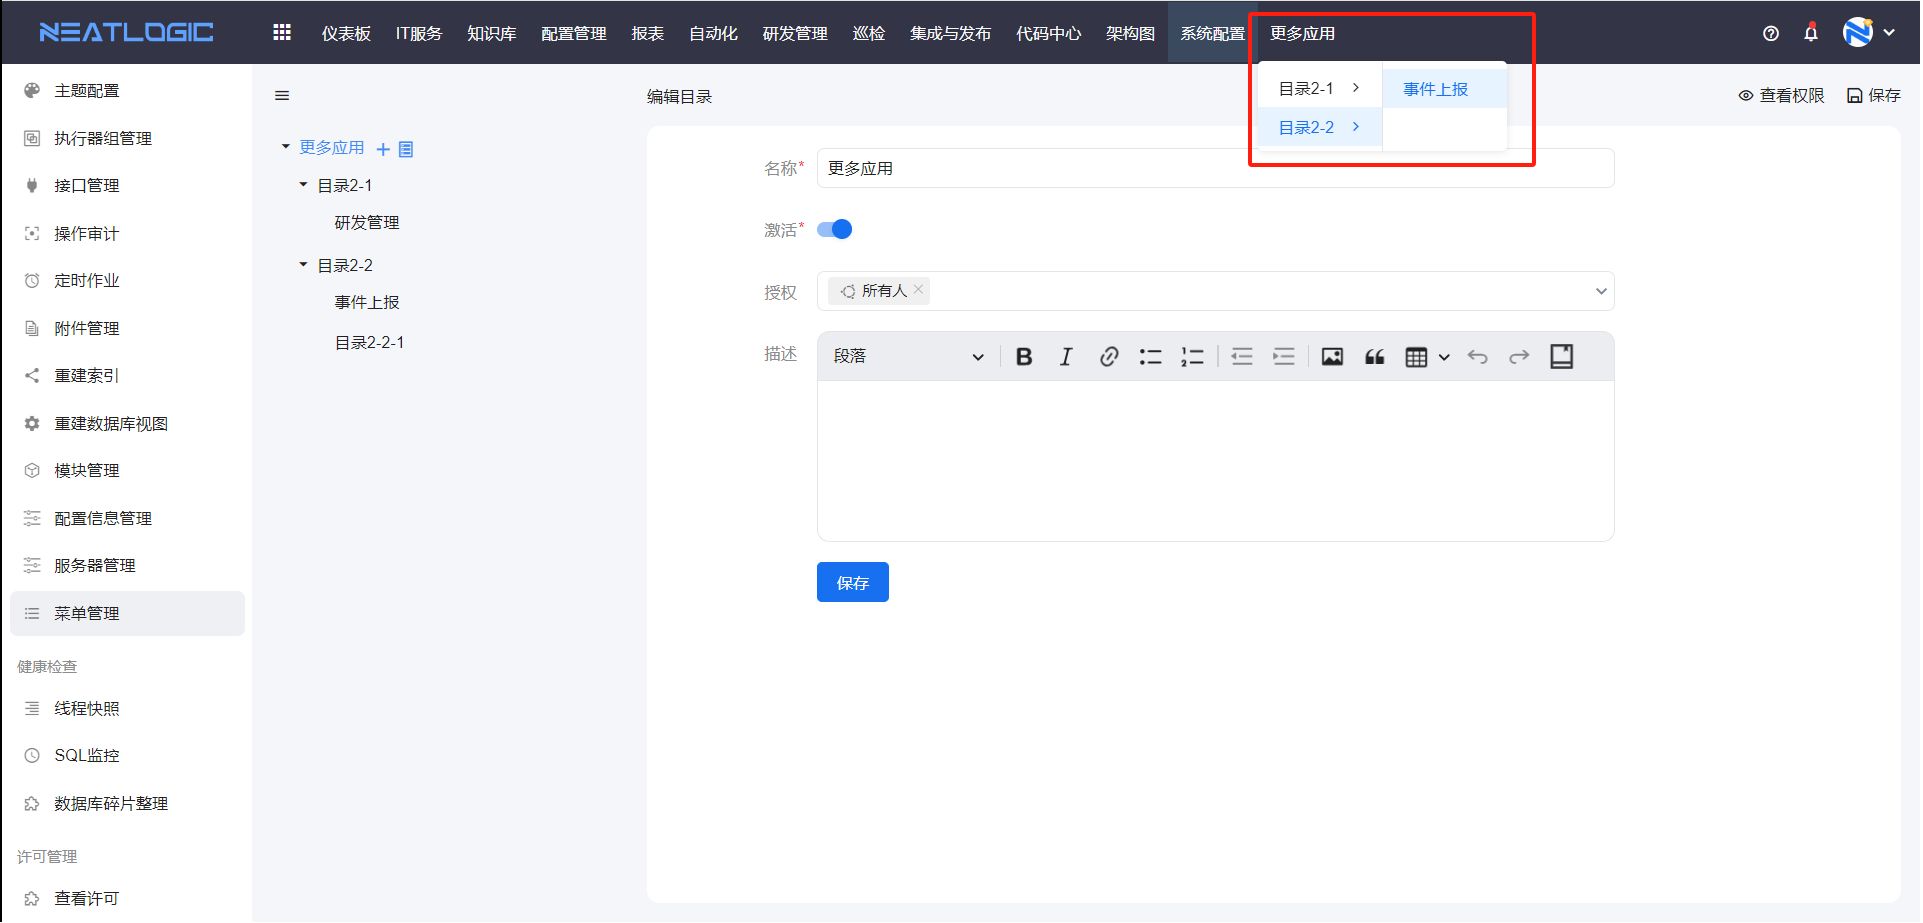 NEATLOGIC
仪表板 IT服务 知识库 配置管理 报表 自动化 研发管理 巡检 集成与发布 代码中心 架构图 系统配置 更多应用
目录2-1
目录2-2
事件上报
主题配置
执行器组管理
接口管理
操作审计
定时作业
附件管理
重建索引
重建数据库视图
模块管理
配置信息管理
服务器管理
菜单管理
健康检查
线程快照
SQL监控
数据库碎片整理
许可管理
查看许可
更多应用
目录2-1
研发管理
目录2-2
事件上报
目录2-2-1
编辑目录
查看权限 保存
名称* 更多应用
激活*
授权 所有人
描述 段落
保存